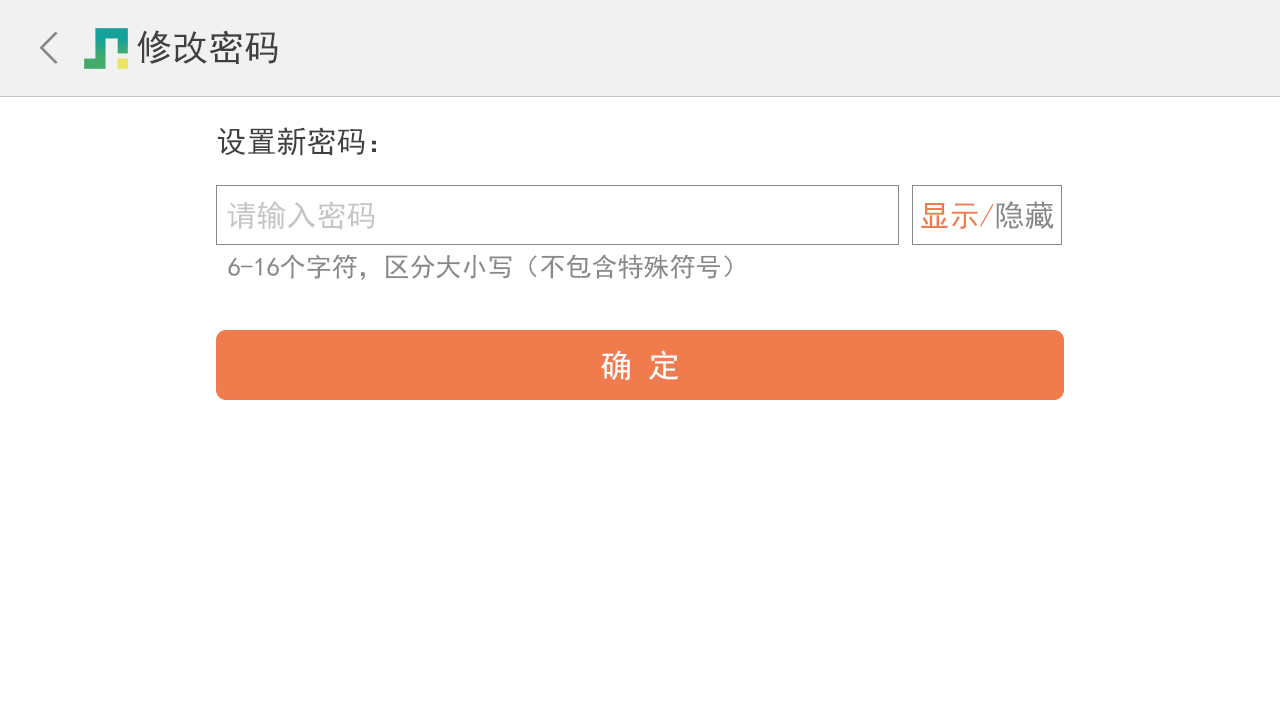 修改密码
设置新密码：
请输入密码
显示/隐藏
6-16个字符，区分大小写（不包含特殊符号）
确 定